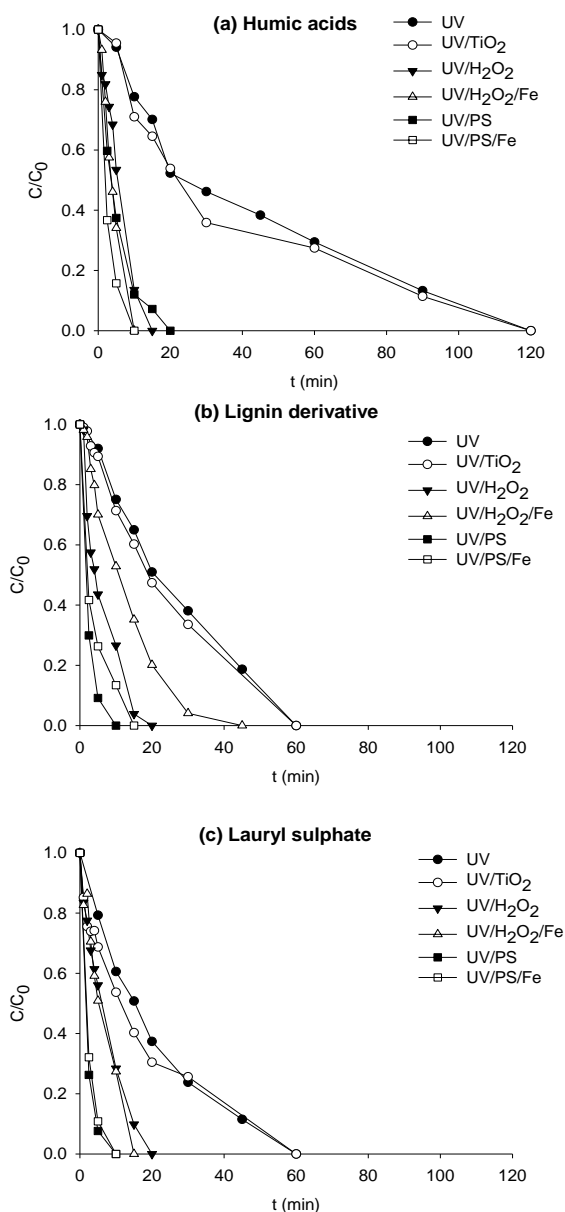 (a) Humic acids
UV
UV/TiO2
UV/H2O2
UV/H2O2/Fe
UV/PS
UV/PS/Fe
1.0
0.8
0.6
0.4
0.2
0.0
C/C0
0 20 40 60 80 100 120
t (min)
(b) Lignin derivative
UV
UV/TiO2
UV/H2O2
UV/H2O2/Fe
UV/PS
UV/PS/Fe
1.0
0.8
0.6
0.4
0.2
0.0
C/C0
0 20 40 60 80 100 120
t (min)
(c) Lauryl sulphate
UV
UV/TiO2
UV/H2O2
UV/H2O2/Fe
UV/PS
UV/PS/Fe
1.0
0.8
0.6
0.4
0.2
0.0
C/C0
0 20 40 60 80 100 120
t (min)